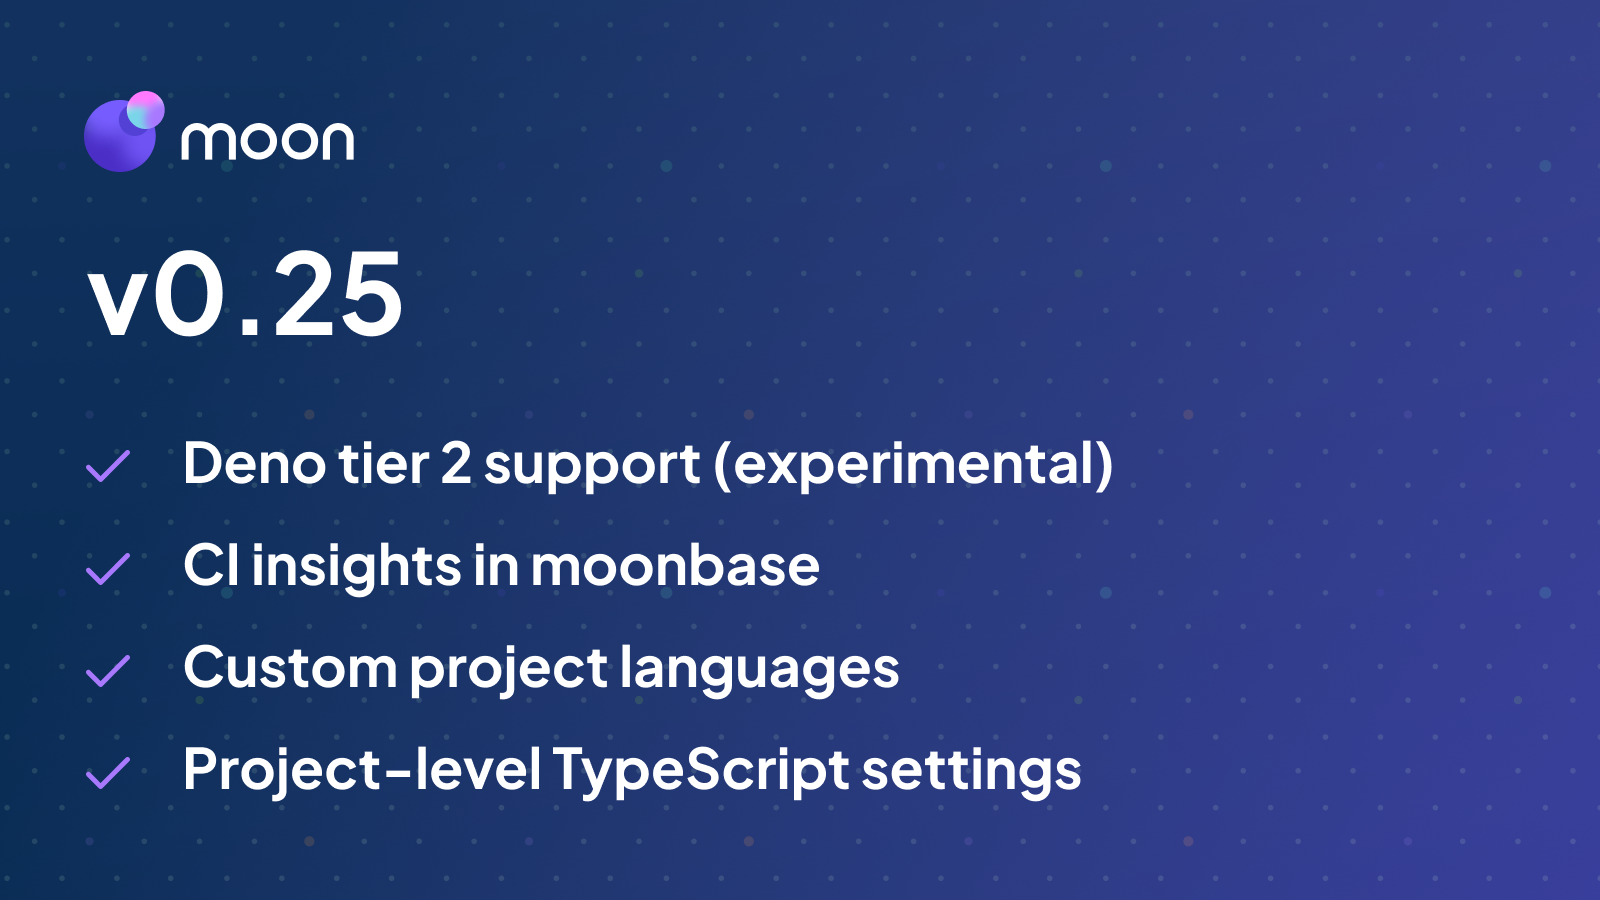 moon
v0.25
Deno tier 2 support (experimental)
CI insights in moonbase
Custom project languages
Project-level TypeScript settings